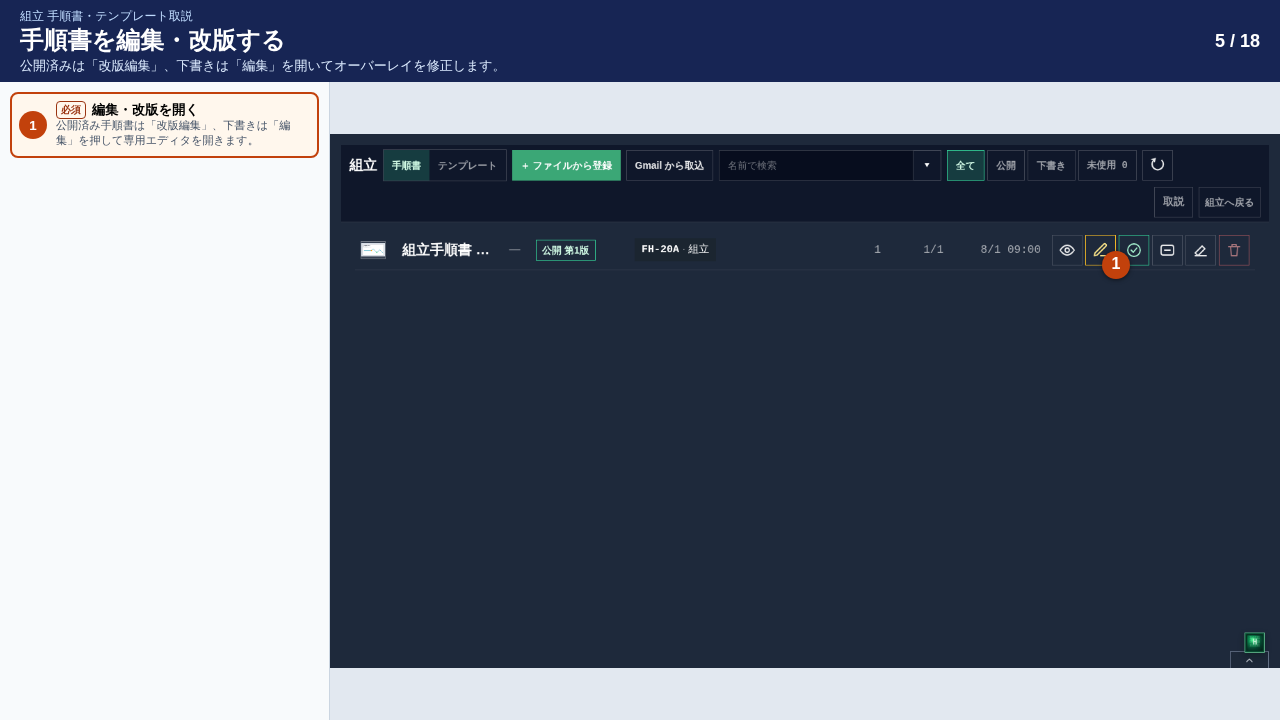 組立 手順書・テンプレート取説
手順書を編集・改版する
公開済みは「改版編集」、下書きは「編集」を開いてオーバーレイを修正します。
5 / 18
1
必須 編集・改版を開く
公開済み手順書は「改版編集」、下書きは「編
集」を押して専用エディタを開きます。
組立 手順書 テンプレート ＋ ファイルから登録 Gmail から取込 名前で検索 ▼ 全て 公開 下書き 未使用 0
取説 組立へ戻る
組立手順書 ... — 公開 第1版 FH-20A - 組立 1 1/1 8/1 09:00
1